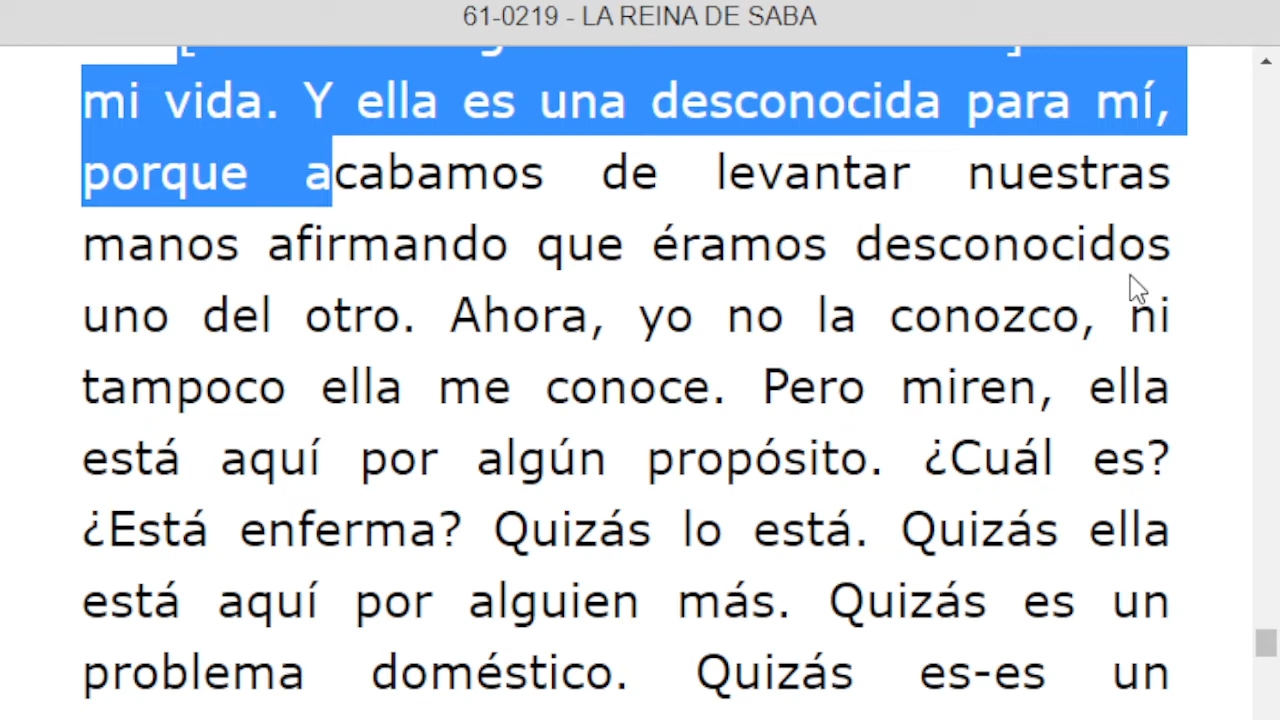 61-0219 - LA REINA DE SABA
mi vida. Y ella es una desconocida para mí,
porque acabamos de levantar nuestras
manos afirmando que éramos desconocidos
uno del otro. Ahora, yo no la conozco, ni
tampoco ella me conoce. Pero miren, ella
está aquí por algún propósito. ¿Cuál es?
¿Está enferma? Quizás lo está. Quizás ella
está aquí por alguien más. Quizás es un
problema doméstico. Quizás es-es un